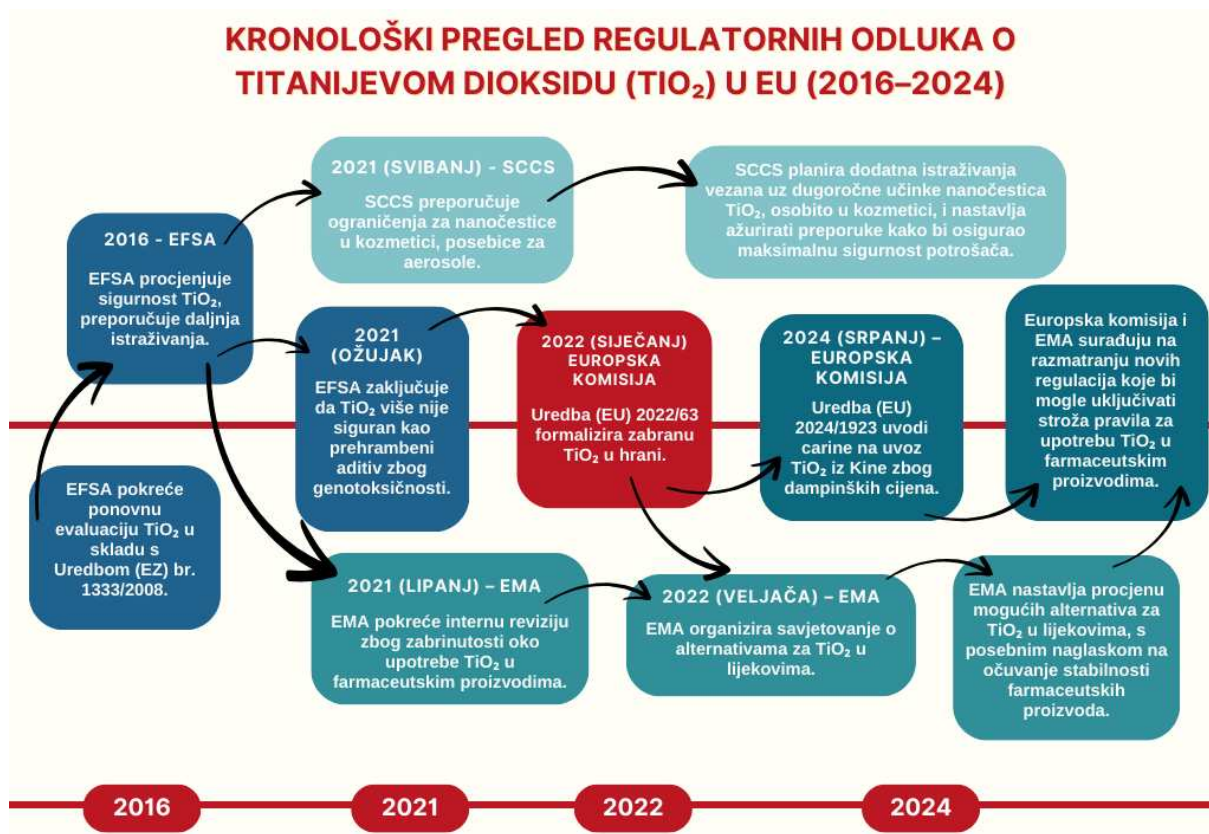 KRONOLOŠKI PREGLED REGULATORNIH ODLUKA O
TITANIJEVOM DIOKSIDU (TIO₂) U EU (2016–2024)
2016 - EFSA
EFSA procjenjuje
sigurnost TiO₂,
preporučuje daljnja
istraživanja.
EFSA pokreće
ponovnu
evaluaciju TiO₂ u
skladu s
Uredbom (EZ) br.
1333/2008.
2021 (SVIBANJ) - SCCS
SCCS preporučuje
ograničenja za nanočestice
u kozmetici, posebice za
aerosole.
SCCS planira dodatna istraživanja
vezana uz dugoročne učinke nanočestica
TiO₂, osobito u kozmetici, i nastavlja
ažurirati preporuke kako bi osigurao
maksimalnu sigurnost potrošača.
2021
(OŽUJAK)
EFSA zaključuje
da TiO₂ više nije
siguran kao
prehrambeni
aditiv zbog
genotoksičnosti.
2022 (SIJEČANJ)
EUROPSKA
KOMISIJA
Uredba (EU) 2022/63
formalizira zabranu
TiO₂ u hrani.
2024 (SRPANJ) –
EUROPSKA
KOMISIJA
Uredba (EU)
2024/1923 uvodi
carine na uvoz
TiO₂ iz Kine zbog
dampinških cijena.
Europska komisija i
EMA surađuju na
razmatranju novih
regulacija koje bi
mogle uključivati
stroža pravila za
upotrebu TiO₂ u
farmaceutskim
proizvodima.
2021 (LIPANJ) – EMA
EMA pokreće internu reviziju
zbog zabrinutosti oko
upotrebe TiO₂ u
farmaceutskim proizvodima.
2022 (VELJAČA) – EMA
EMA organizira savjetovanje o
alternativama za TiO₂ u
lijekovima.
EMA nastavlja procjenu
mogućih alternativa za
TiO₂ u lijekovima, s
posebnim naglaskom na
očuvanje stabilnosti
farmaceutskih
proizvoda.
2016
2021
2022
2024